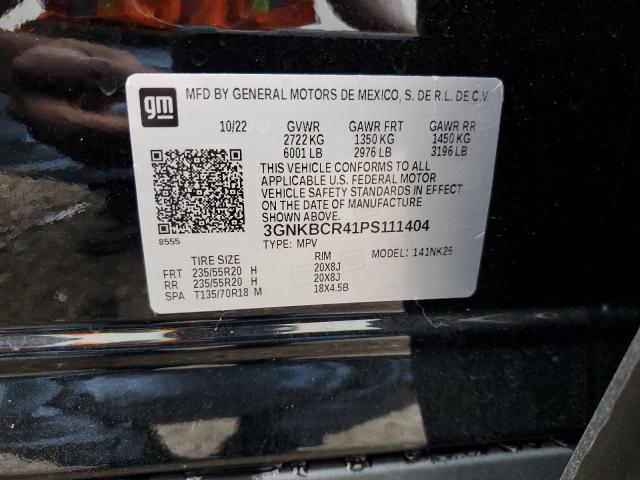 gm
MFD BY GENERAL MOTORS DE MEXICO, S. DE R.L. DE C.V.
10/22 GVWR GAWR FRT GAWR RR
2722 KG 1350 KG 1450 KG
6001 LB 2976 LB 3196 LB
THIS VEHICLE CONFORMS TO ALL
APPLICABLE U.S. FEDERAL MOTOR
VEHICLE SAFETY STANDARDS IN EFFECT
ON THE DATE OF MANUFACTURE
SHOWN ABOVE.
3GNKBCR41PS111404
8555
TYPE: MPV MODEL: 141NK26
TIRE SIZE RIM
FRT 235/55R20 H 20X8J
RR 235/55R20 H 20X8J
SPA T135/70R18 M 18X4.5B